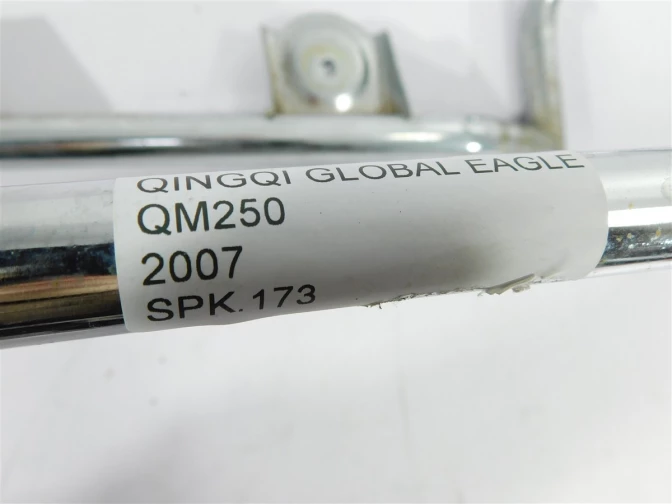 QINGQI GLOBAL EAGLE
QM250
2007
SPK.173